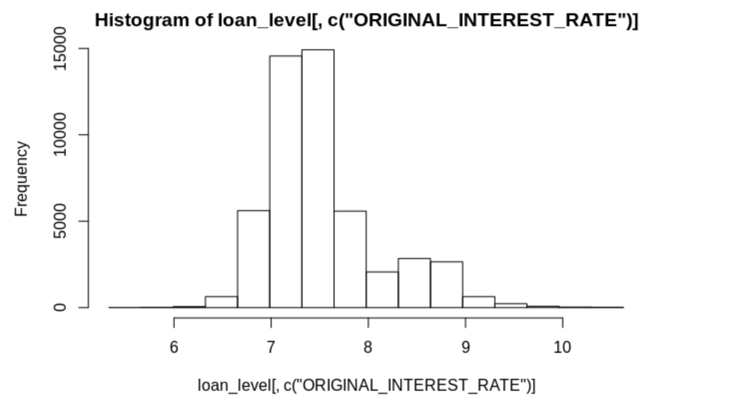 Histogram of loan_level[, c("ORIGINAL_INTEREST_RATE")]
15000
10000
5000
0
Frequency
6 7 8 9 10
loan_level[, c("ORIGINAL_INTEREST_RATE")]